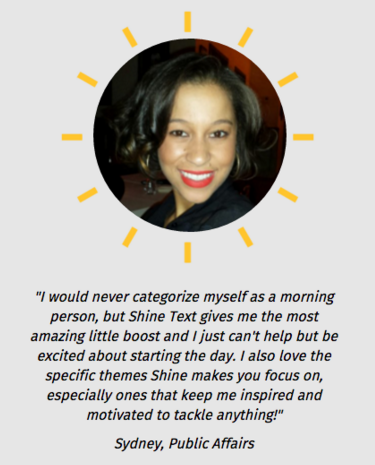 "I would never categorize myself as a morning
person, but Shine Text gives me the most
amazing little boost and I just can't help but be
excited about starting the day. I also love the
specific themes Shine makes you focus on,
especially ones that keep me inspired and
motivated to tackle anything!"
Sydney, Public Affairs